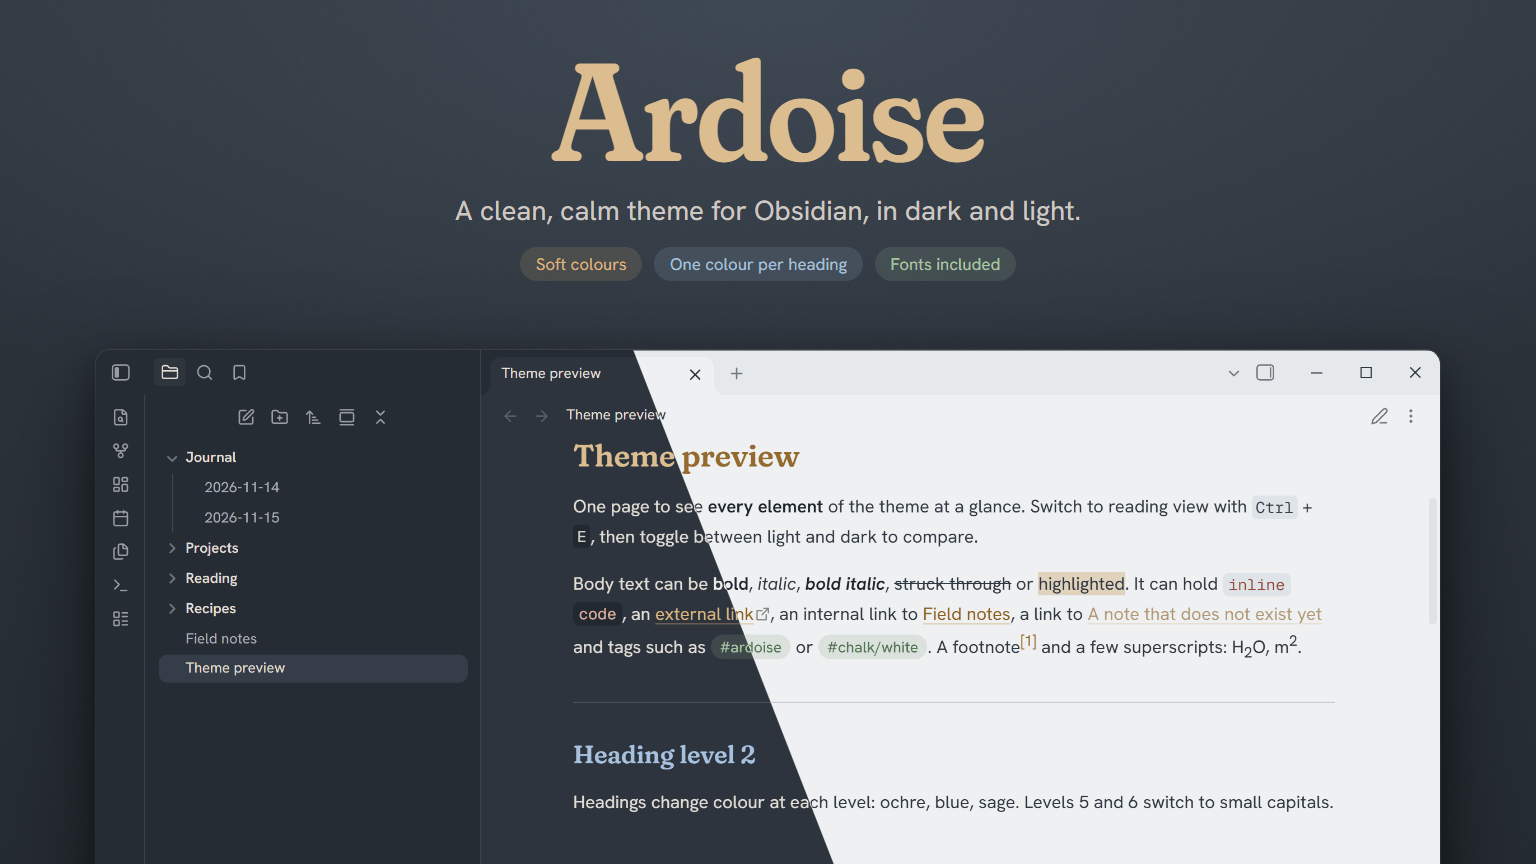 Ardoise
A clean, calm theme for Obsidian, in dark and light.
Soft colours
One colour per heading
Fonts included
Theme preview
Journal
2026-11-14
2026-11-15
Projects
Reading
Recipes
Field notes
Theme preview
Theme preview
Theme preview
One page to see every element of the theme at a glance. Switch to reading view with Ctrl +
E, then toggle between light and dark to compare.
Body text can be bold, italic, bold italic, struck through or highlighted. It can hold inline
code, an external link, an internal link to Field notes, a link to A note that does not exist yet
and tags such as #ardoise or #chalk/white. A footnote[1] and a few superscripts: H2O, m2.
Heading level 2
Headings change colour at each level: ochre, blue, sage. Levels 5 and 6 switch to small capitals.